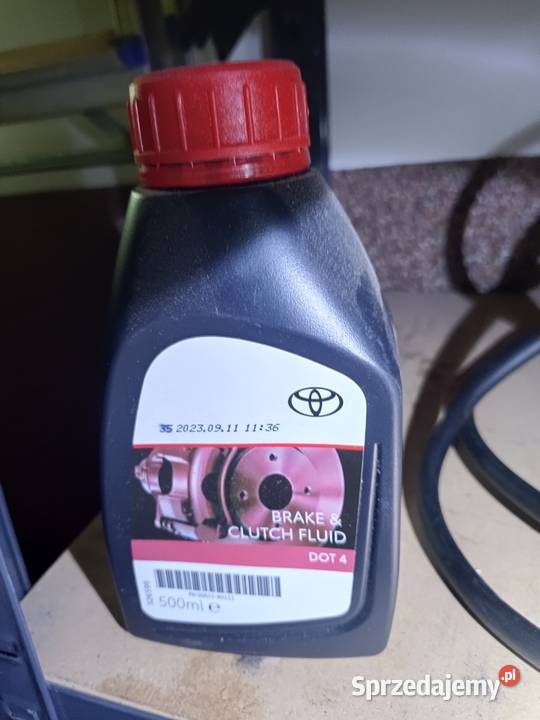 35 2023.09.11 11:36
BRAKE &
CLUTCH FLUID
DOT 4
500ml e
Sprzedajemy.pl